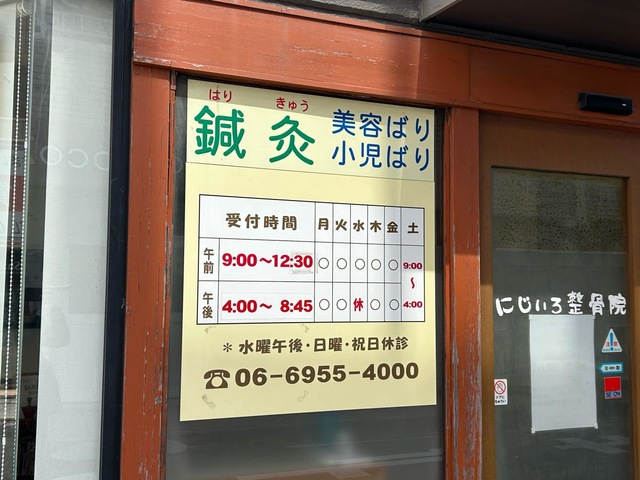 はり きゅう
鍼灸 美容ばり
小児ばり
受付時間 月 火 水 木 金 土
午前 9:00～12:30 ○ ○ ○ ○ ○ 9:00
～
午後 4:00～ 8:45 ○ ○ 休 ○ ○ 4:00
＊水曜午後・日曜・祝日休診
☎06-6955-4000
にじいろ整骨院